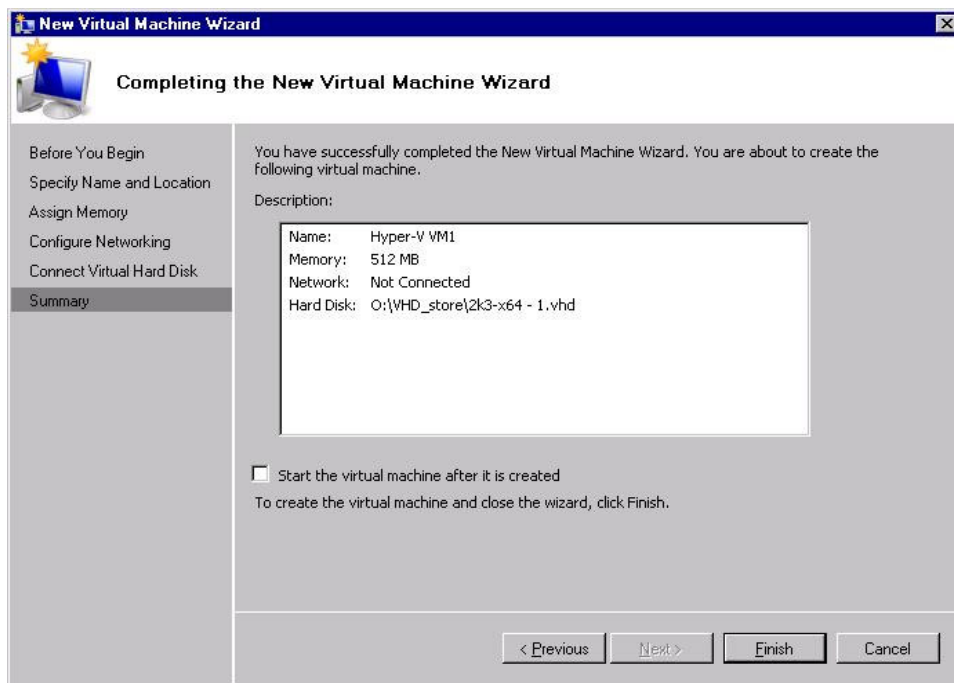 New Virtual Machine Wizard
Completing the New Virtual Machine Wizard
Before You Begin
Specify Name and Location
Assign Memory
Configure Networking
Connect Virtual Hard Disk
Summary
You have successfully completed the New Virtual Machine Wizard. You are about to create the
following virtual machine.
Description:
Name: Hyper-V VM1
Memory: 512 MB
Network: Not Connected
Hard Disk: O:\VHD_store\2k3-x64 - 1.vhd
Start the virtual machine after it is created
To create the virtual machine and close the wizard, click Finish.
< Previous Next > Finish Cancel